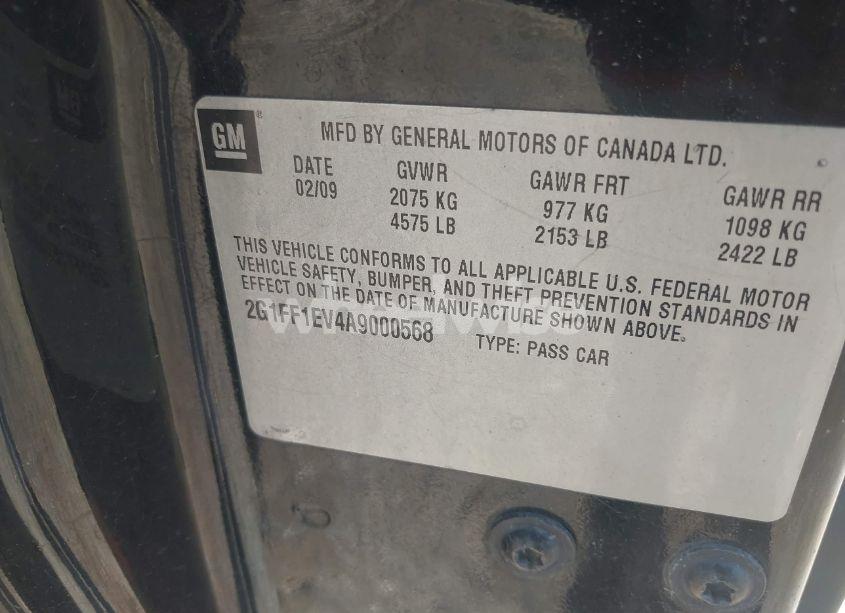 GM
MFD BY GENERAL MOTORS OF CANADA LTD.
DATE GVWR GAWR FRT GAWR RR
02/09 2075 KG 977 KG 1098 KG
4575 LB 2153 LB 2422 LB
THIS VEHICLE CONFORMS TO ALL APPLICABLE U.S. FEDERAL MOTOR
VEHICLE SAFETY, BUMPER, AND THEFT PREVENTION STANDARDS IN
EFFECT ON THE DATE OF MANUFACTURE SHOWN ABOVE.
2G1FF1EV4A9000568 TYPE: PASS CAR